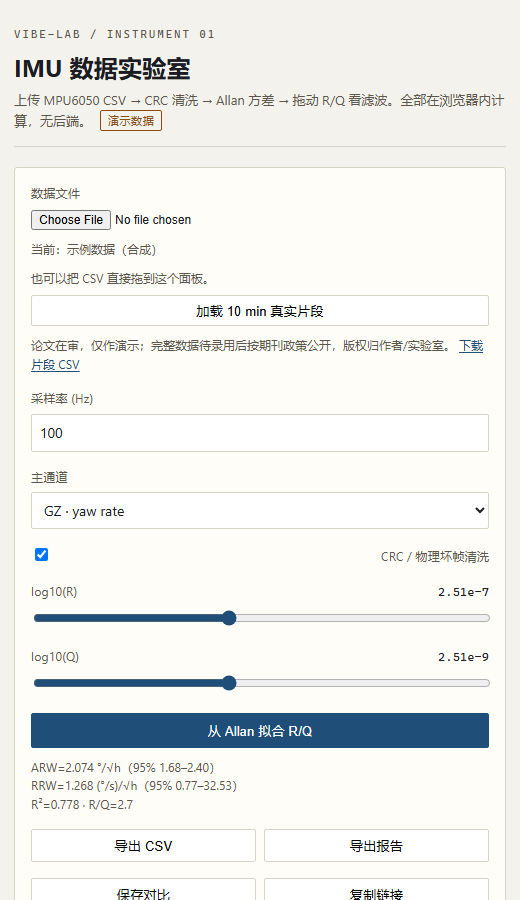 VIBE-LAB / INSTRUMENT 01
IMU 数据实验室
上传 MPU6050 CSV → CRC 清洗 → Allan 方差 → 拖动 R/Q 看滤波。全部在浏览器内计
算，无后端。 演示数据
数据文件
Choose File No file chosen
当前：示例数据（合成）
也可以把 CSV 直接拖到这个面板。
加载 10 min 真实片段
论文在审，仅作演示；完整数据待录用后按期刊政策公开，版权归作者/实验室。 下载
片段 CSV
采样率 (Hz)
100
主通道
GZ · yaw rate
CRC / 物理坏帧清洗
log10(R) 2.51e-7
log10(Q) 2.51e-9
从 Allan 拟合 R/Q
ARW=2.074 °/√h（95% 1.68–2.40）
RRW=1.268 (°/s)/√h（95% 0.77–32.53）
R²=0.778 · R/Q=2.7
导出 CSV 导出报告
保存对比 复制链接